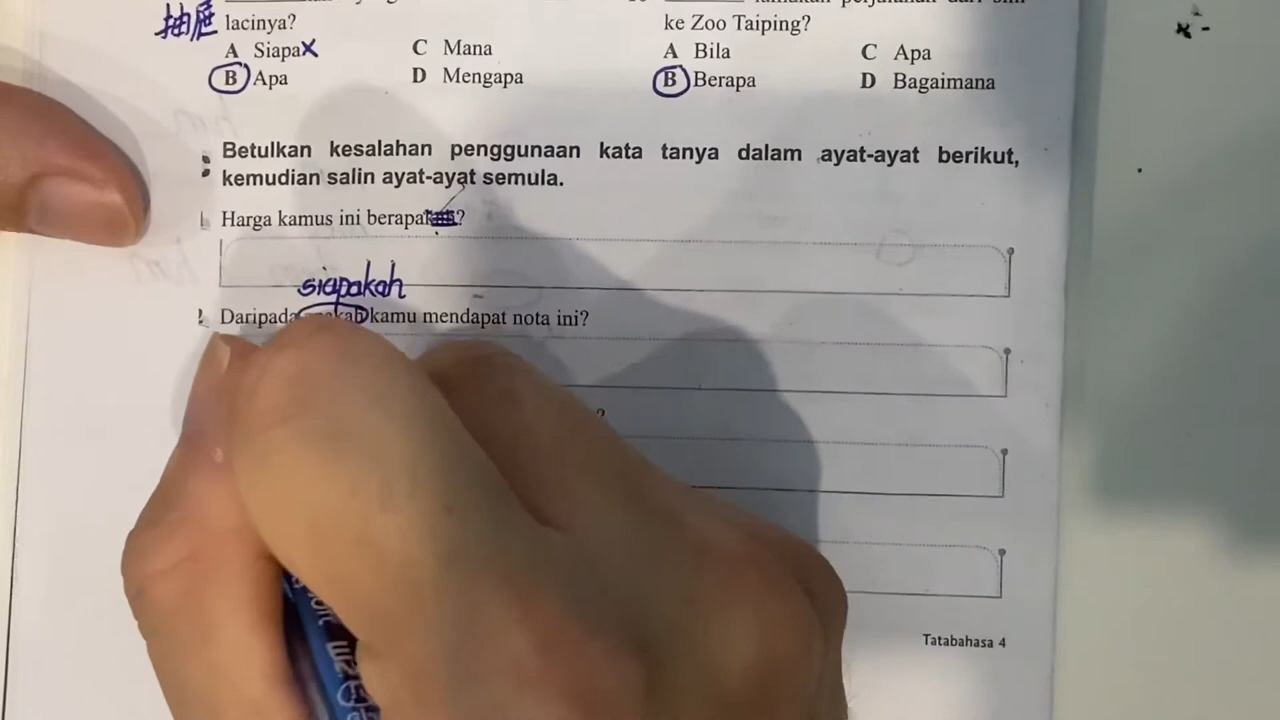 抽屉 lacinya?
A SiapaX C Mana
B Apa D Mengapa
ke Zoo Taiping?
A Bila C Apa
B Berapa D Bagaimana
Betulkan kesalahan penggunaan kata tanya dalam ayat-ayat berikut,
kemudian salin ayat-ayat semula.
Harga kamus ini berapa ?
siapakah
Daripada kamu mendapat nota ini?
?
Tatabahasa 4